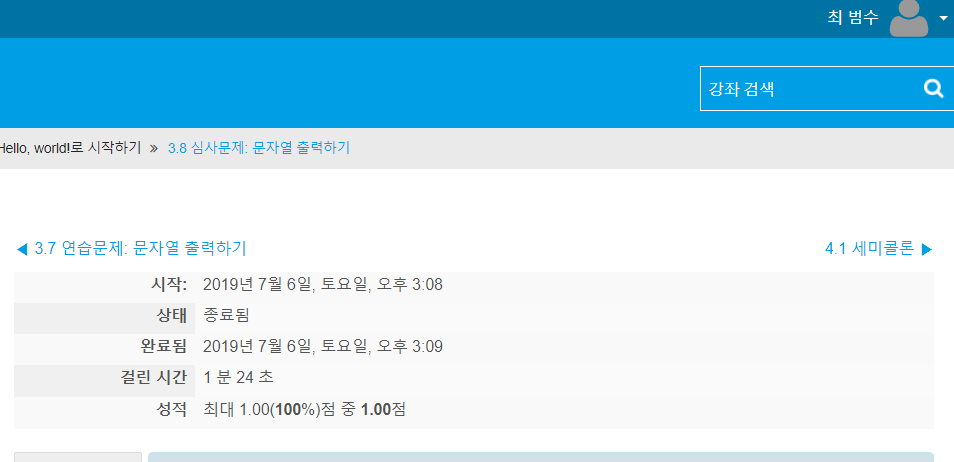 최 범수
강좌 검색
Hello, world!로 시작하기 » 3.8 심사문제: 문자열 출력하기
◀ 3.7 연습문제: 문자열 출력하기 4.1 세미콜론 ▶
시작: 2019년 7월 6일, 토요일, 오후 3:08
상태 종료됨
완료됨 2019년 7월 6일, 토요일, 오후 3:09
걸린 시간 1 분 24 초
성적 최대 1.00(100%)점 중 1.00점